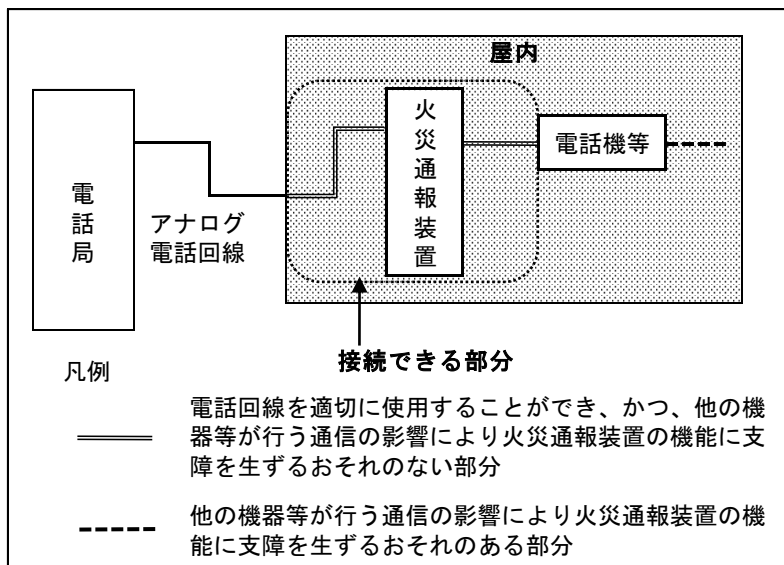 屋内
電話局
アナログ
電話回線
火災通報装置
電話機等
接続できる部分
凡例
電話回線を適切に使用することができ、かつ、他の機
器等が行う通信の影響により火災通報装置の機能に支
障を生ずるおそれのない部分
他の機器等が行う通信の影響により火災通報装置の機
能に支障を生ずるおそれのある部分